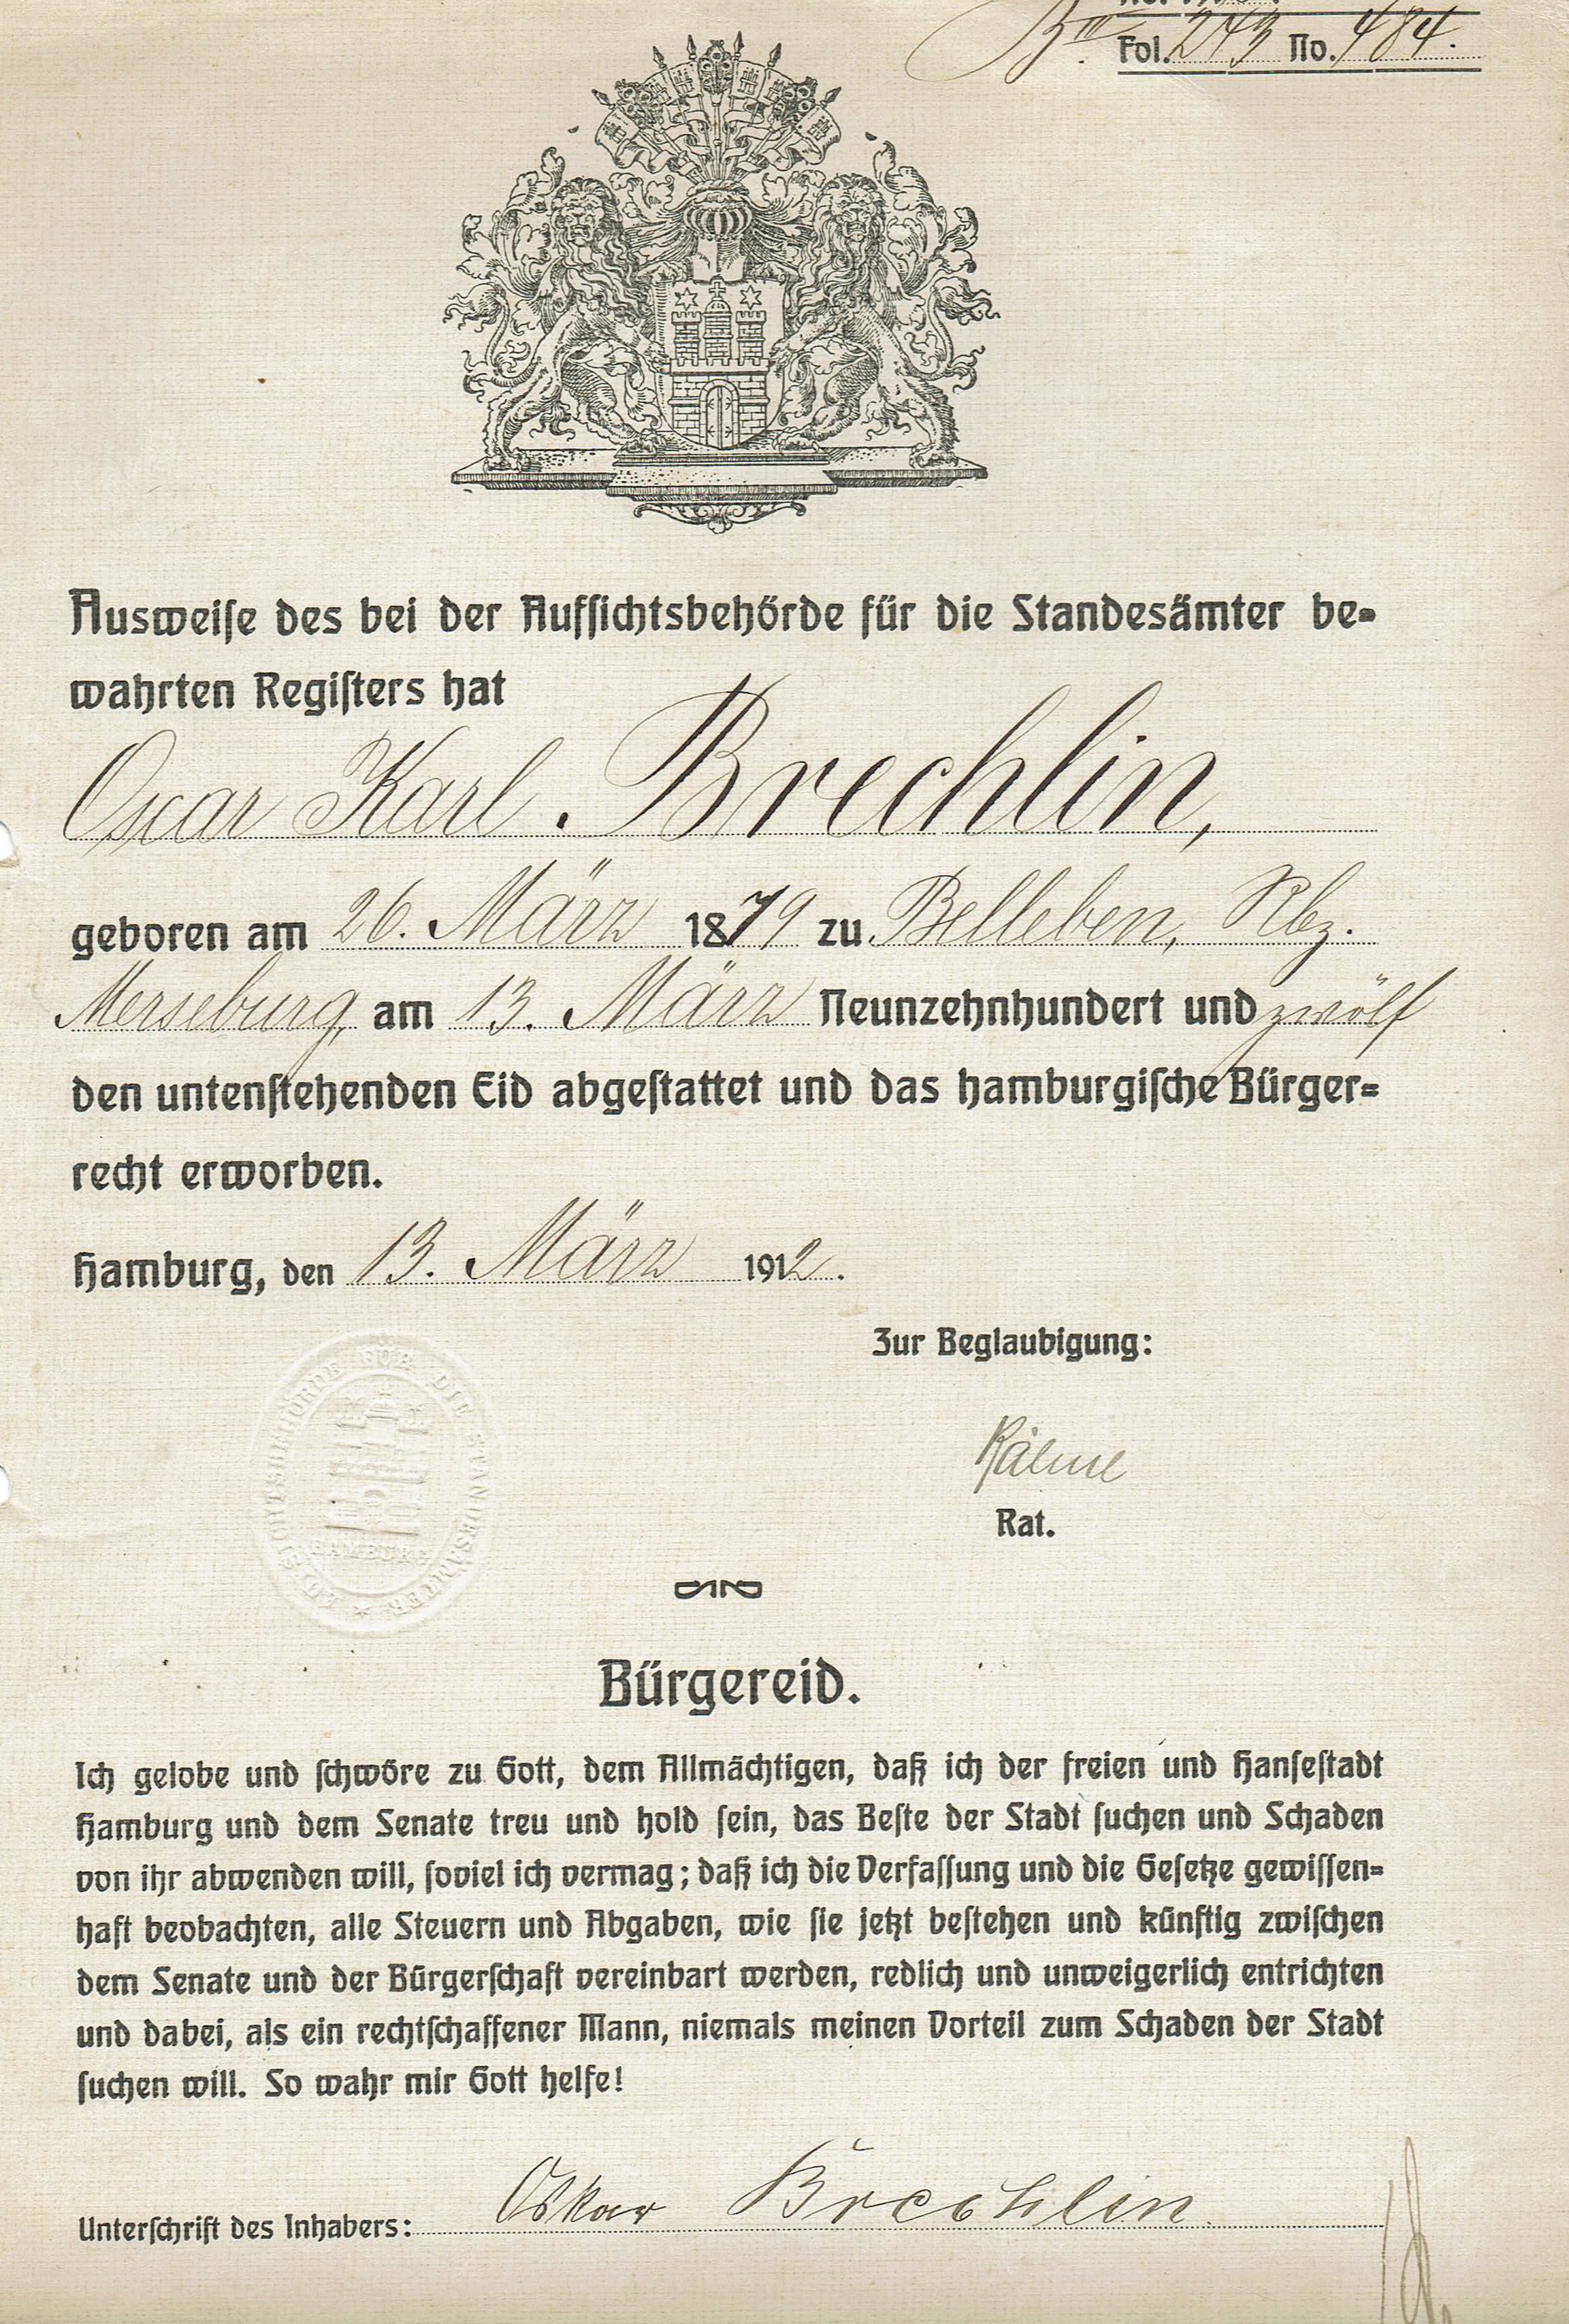 B III. Fol. 243 No. 484.
Ausweise des bei der Aufsichtsbehörde für die Standesämter be-
wahrten Registers hat
Oscar Karl Brechlin,
geboren am 26. März 1879 zu Belleben, Rbz.
Merseburg, am 13. März Neunzehnhundert und zwölf
den untenstehenden Eid abgestattet und das hamburgische Bürger-
recht erworben.
Hamburg, den 13. März 1912.
Zur Beglaubigung:
Rat.
AUFSICHTSBEHÖRDE FÜR DIE STANDESÄMTER
HAMBURG
Bürgereid.
Ich gelobe und schwöre zu Gott, dem Allmächtigen, daß ich der freien und Hansestadt
Hamburg und dem Senate treu und hold sein, das Beste der Stadt suchen und Schaden
von ihr abwenden will, soviel ich vermag; daß ich die Verfassung und die Gesetze gewissen-
haft beobachten, alle Steuern und Abgaben, wie sie jetzt bestehen und künftig zwischen
dem Senate und der Bürgerschaft vereinbart werden, redlich und unweigerlich entrichten
und dabei, als ein rechtschaffener Mann, niemals meinen Vorteil zum Schaden der Stadt
suchen will. So wahr mir Gott helfe!
Unterschrift des Inhabers: Oskar Brechlin